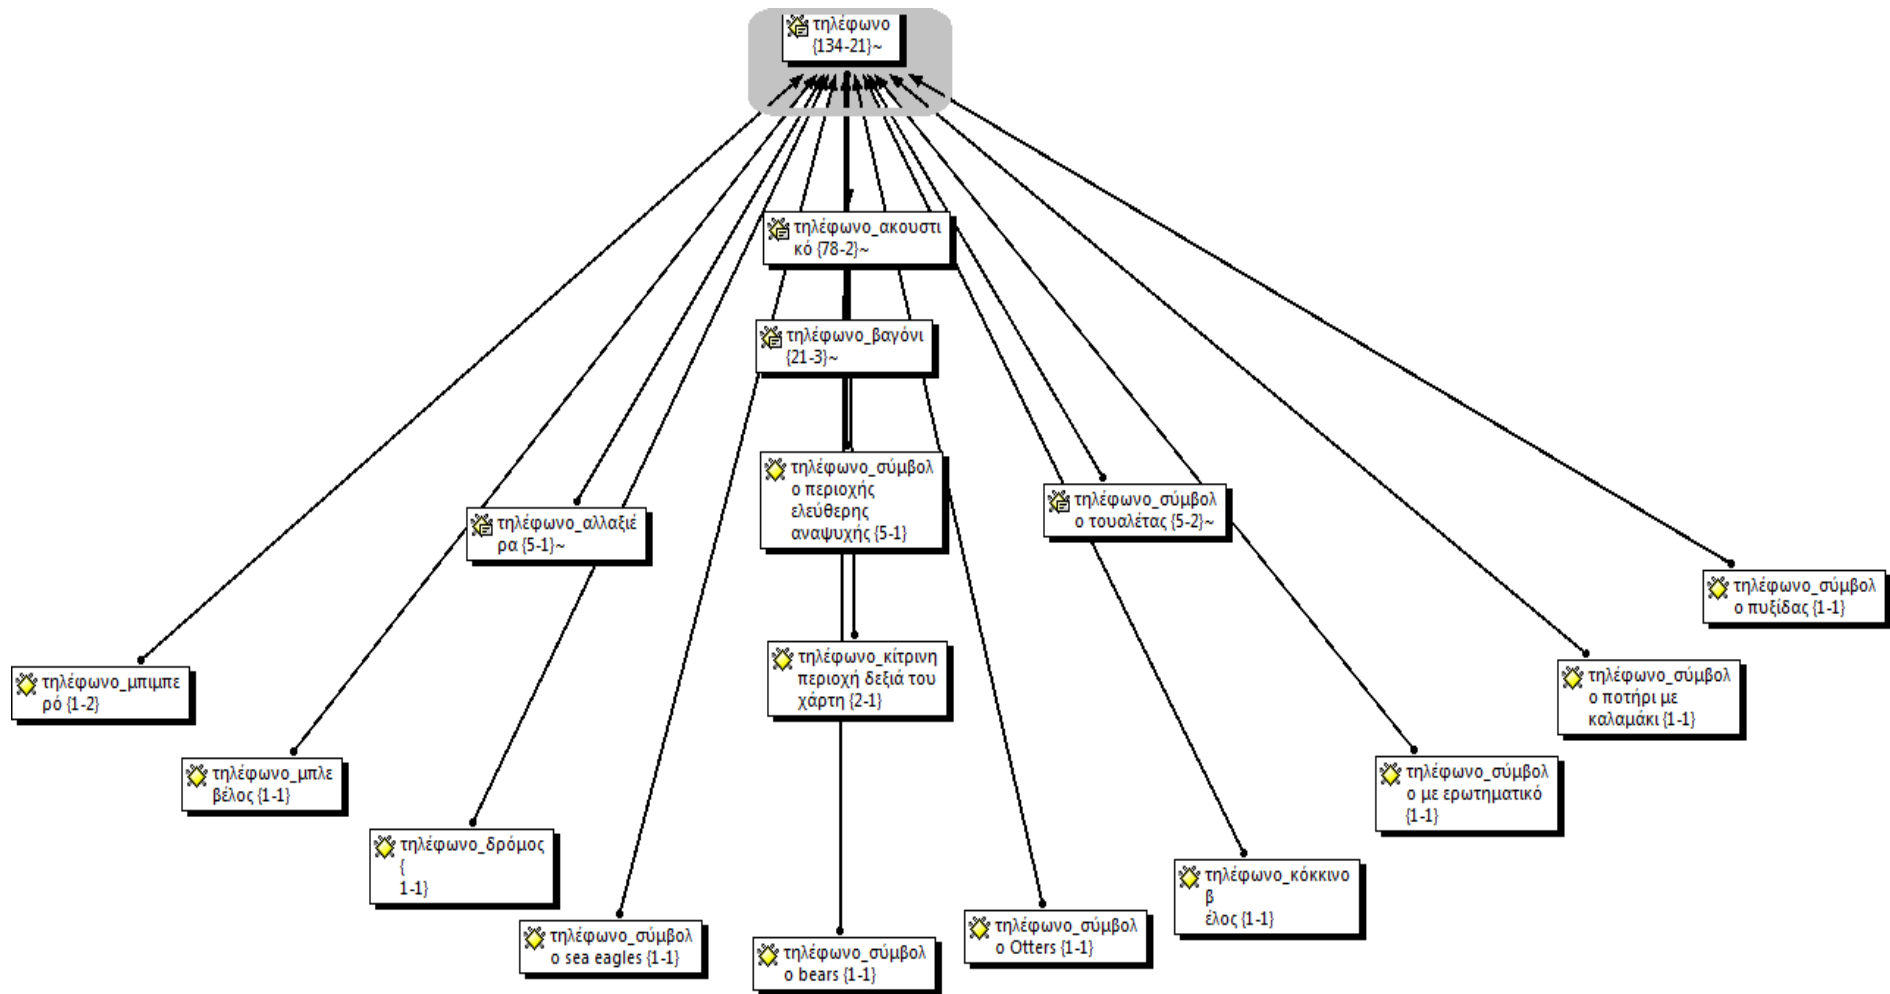 τηλέφωνο
{134-21}~
τηλέφωνο_ακουστι
κό {78-2}~
τηλέφωνο_βαγόνι
{21-3}~
τηλέφωνο_σύμβολ
ο περιοχής
ελεύθερης
αναψυχής {5-1}
τηλέφωνο_σύμβολ
ο τουαλέτας {5-2}~
τηλέφωνο_αλλαξιέ
ρα {5-1}~
τηλέφωνο_σύμβολ
ο πυξίδας {1-1}
τηλέφωνο_κίτρινη
περιοχή δεξιά του
χάρτη {2-1}
τηλέφωνο_σύμβολ
ο ποτήρι με
καλαμάκι {1-1}
τηλέφωνο_μπιμπε
ρό {1-2}
τηλέφωνο_μπλε
βέλος {1-1}
τηλέφωνο_σύμβολ
ο με ερωτηματικό
{1-1}
τηλέφωνο_δρόμος
{
1-1}
τηλέφωνο_κόκκινο
β
έλος {1-1}
τηλέφωνο_σύμβολ
ο sea eagles {1-1}
τηλέφωνο_σύμβολ
ο bears {1-1}
τηλέφωνο_σύμβολ
ο Otters {1-1}